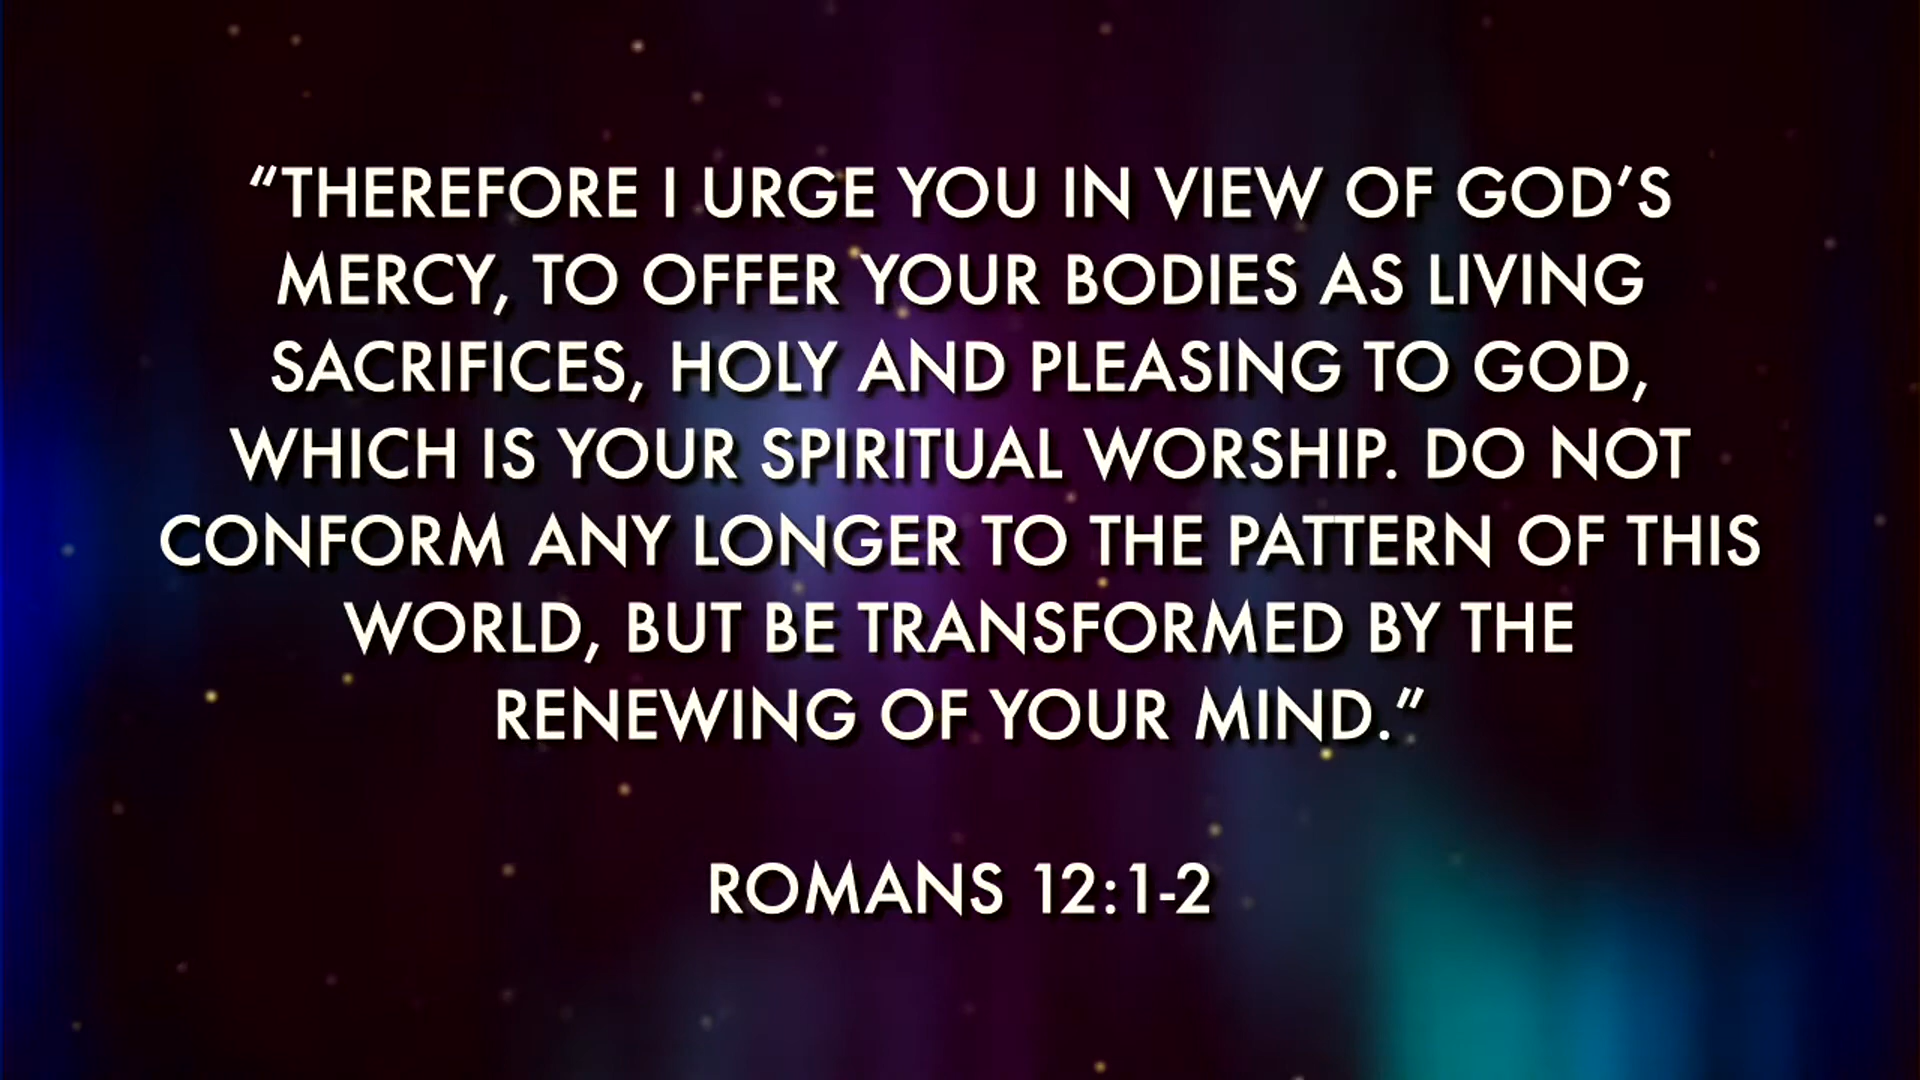 “THEREFORE I URGE YOU IN VIEW OF GOD’S
MERCY, TO OFFER YOUR BODIES AS LIVING
SACRIFICES, HOLY AND PLEASING TO GOD,
WHICH IS YOUR SPIRITUAL WORSHIP. DO NOT
CONFORM ANY LONGER TO THE PATTERN OF THIS
WORLD, BUT BE TRANSFORMED BY THE
RENEWING OF YOUR MIND.”
ROMANS 12:1-2